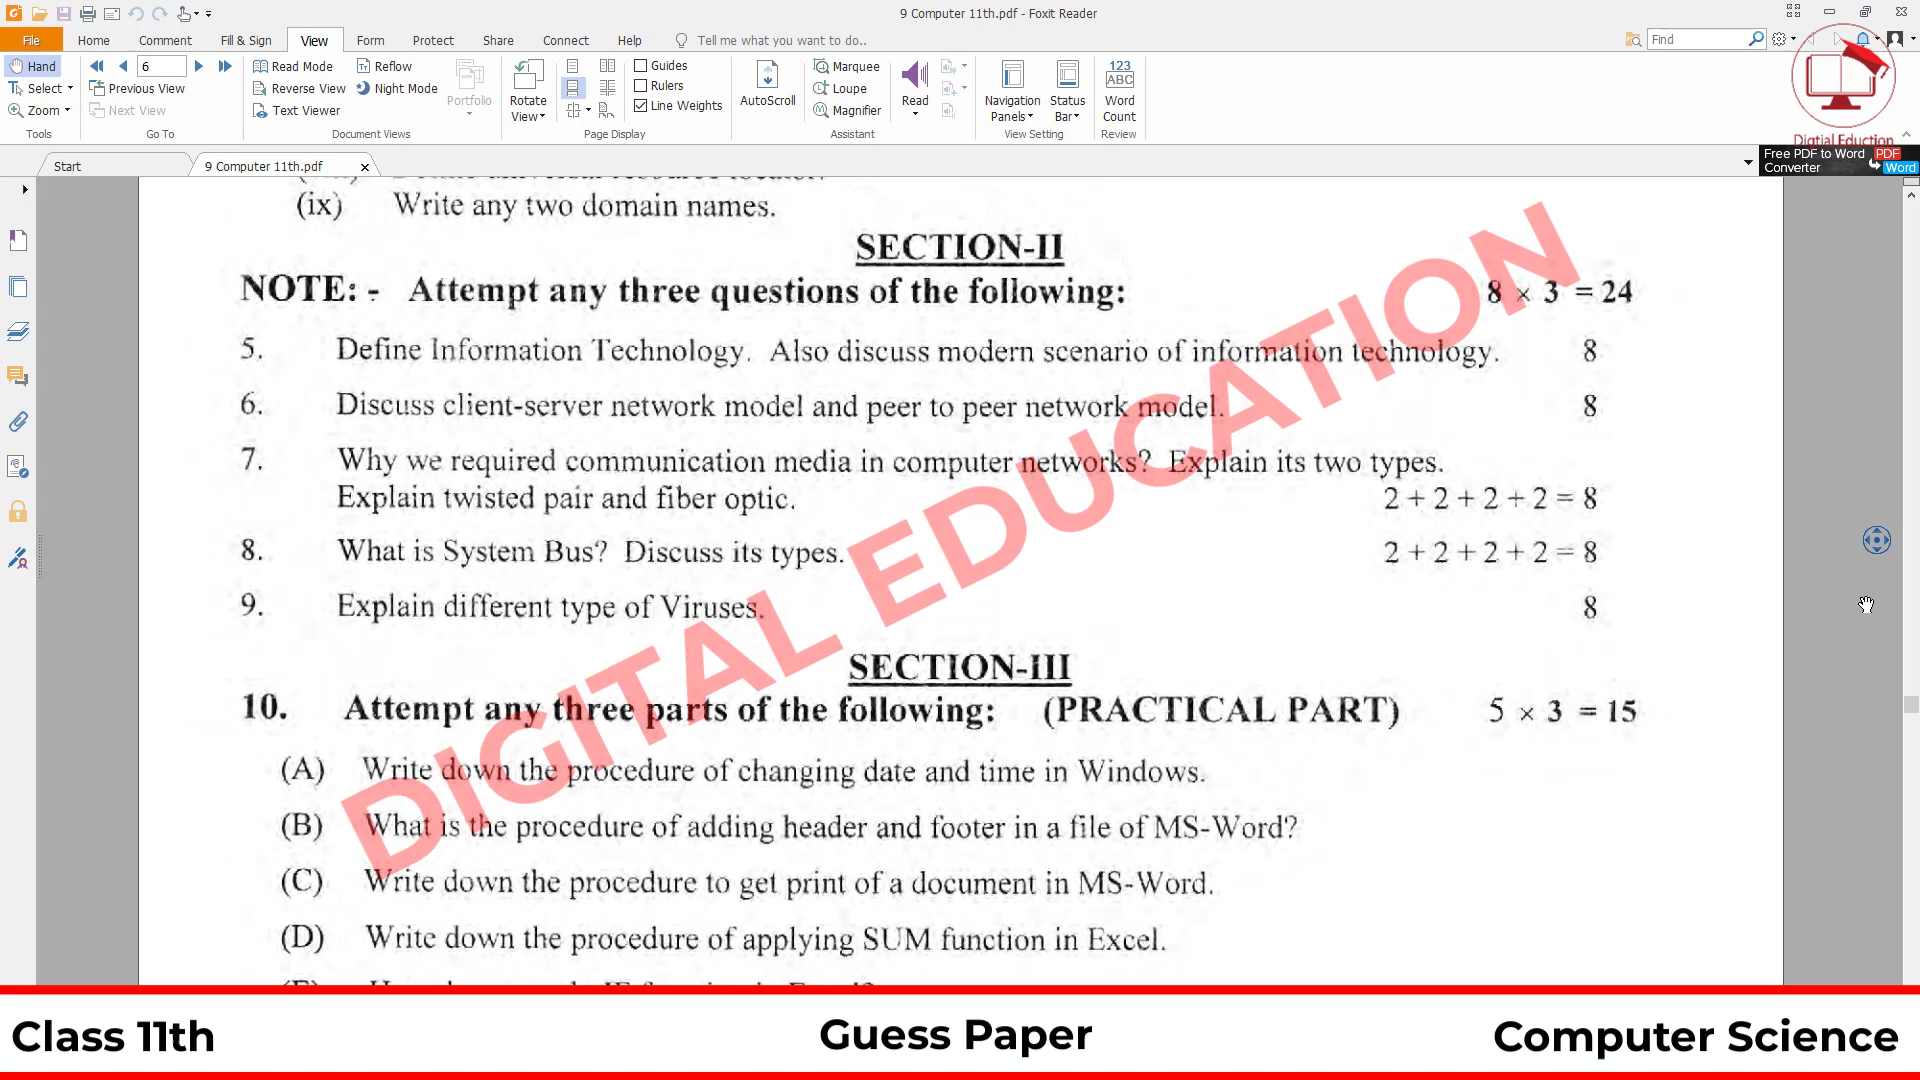 9 Computer 11th.pdf - Foxit Reader
File Home Comment Fill & Sign View Form Protect Share Connect Help Tell me what you want to do.. Find
Hand 6 Read Mode Reflow Guides Marquee
Select Previous View Reverse View Night Mode Rulers Loupe
Zoom Next View Text Viewer Line Weights Magnifier
Portfolio Rotate View AutoScroll Read Navigation Panels Status Bar 123 ABC Word Count
Tools Go To Document Views Page Display Assistant View Setting Review
Digtial Eduction
Start 9 Computer 11th.pdf
Free PDF to Word Converter PDF Word
(ix) Write any two domain names.
SECTION-II
NOTE: - Attempt any three questions of the following: 8 × 3 = 24
5. Define Information Technology. Also discuss modern scenario of information technology. 8
6. Discuss client-server network model and peer to peer network model. 8
7. Why we required communication media in computer networks? Explain its two types.
Explain twisted pair and fiber optic. 2 + 2 + 2 + 2 = 8
8. What is System Bus? Discuss its types. 2 + 2 + 2 + 2 = 8
9. Explain different type of Viruses. 8
SECTION-III
10. Attempt any three parts of the following: (PRACTICAL PART) 5 × 3 = 15
(A) Write down the procedure of changing date and time in Windows.
(B) What is the procedure of adding header and footer in a file of MS-Word?
(C) Write down the procedure to get print of a document in MS-Word.
(D) Write down the procedure of applying SUM function in Excel.
DIGITAL EDUCATION
Class 11th Guess Paper Computer Science